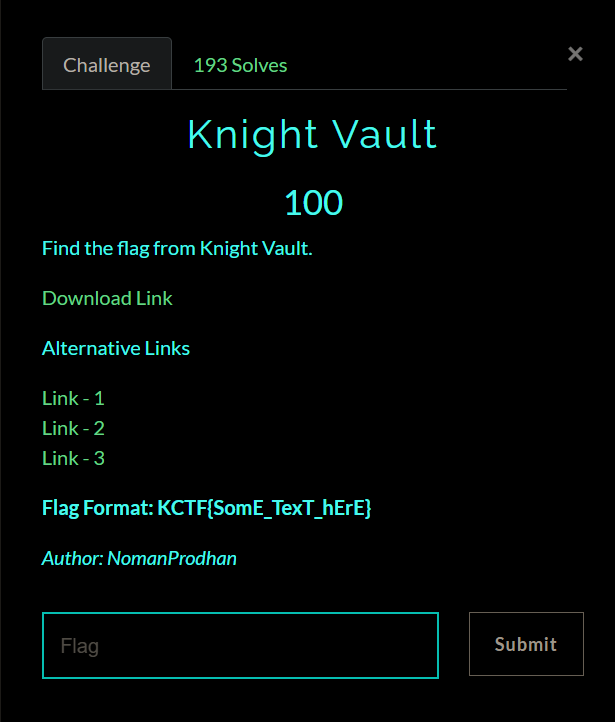 Challenge
193 Solves
×
Knight Vault
100
Find the flag from Knight Vault.
Download Link
Alternative Links
Link - 1
Link - 2
Link - 3
Flag Format: KCTF{SomE_TexT_hErE}
Author: NomanProdhan
Flag
Submit